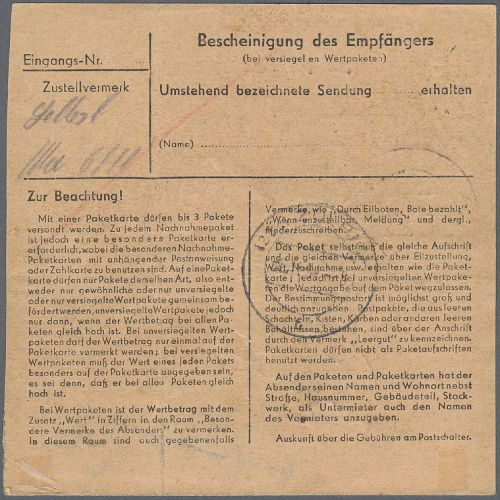 Bescheinigung des Empfängers
(bei versiegelten Wertpaketen)
Eingangs-Nr. ......
Zustellvermerk
Umstehend bezeichnete Sendung ...... erhalten
(Name) ......
Zur Beachtung!
Mit einer Paketkarte dürfen bis 3 Pakete
versandt werden. Zu jedem Nachnahmepaket
ist jedoch eine besondere Paketkarte er-
erforderlich, wobei die besonderen Nachnahme-
Paketkarten mit anhängender Postanweisung
oder Zahlkarte zu benutzen sind. Auf eine Paket-
karte dürfen nur Pakete derselben Art, also ent-
weder nur gewöhnliche oder nur unversiegelte
oder nur versiegelte Wertpakete gemeinsam be-
fördert werden, unversiegelte Wertpakete jedoch
nur dann, wenn der Wertbetrag bei allen Pa-
keten gleich hoch ist. Bei unversiegelten Wert-
paketen darf der Wertbetrag nur einmal auf der
Paketkarte vermerkt werden; bei versiegelten
Wertpaketen muß der Wert eines jeden Pakets
besonders auf der Paketkarte angegeben sein,
es sei denn, daß er bei allen Paketen gleich
hoch ist.
Bei Wertpaketen ist der Wertbetrag mit dem
Zusatz „Wert" in Ziffern in den Raum „Beson-
dere Vermerke des Absenders" zu vermerken.
In diesem Raum sind auch gegebenenfalls
Vermerke, wie „Durch Eilboten, Bote bezahlt",
„Wenn unzustellbar, Meldung" und dergl.
niederzuschreiben.
Das Paket selbst muß die gleiche Aufschrift
und die gleichen Vermerke über Eilzustellung,
Wert, Nachnahme usw. erhalten wie die Paket-
karte; jedoch ist bei unversiegelten Wertpake-
ten die Wertangabe auf dem Paket wegzulassen.
Der Bestimmungspostort ist möglichst groß und
deutlich anzugeben. Postpakete, die aus leeren
Schachteln, Kisten, Körben oder anderen leeren
Behältnissen bestehen, sind über der Anschrift
durch den Vermerk „Leergut" zu kennzeichnen.
Paketkarten dürfen nicht als Paketaufschriften
benutzt werden.
Auf den Paketen und Paketkarten hat der
Absender seinen Namen und Wohnort nebst
Straße, Hausnummer, Gebäudeteil, Stock-
werk, als Untermieter auch den Namen
des Vermieters anzugeben.
Auskunft über die Gebühren am Postschalter.